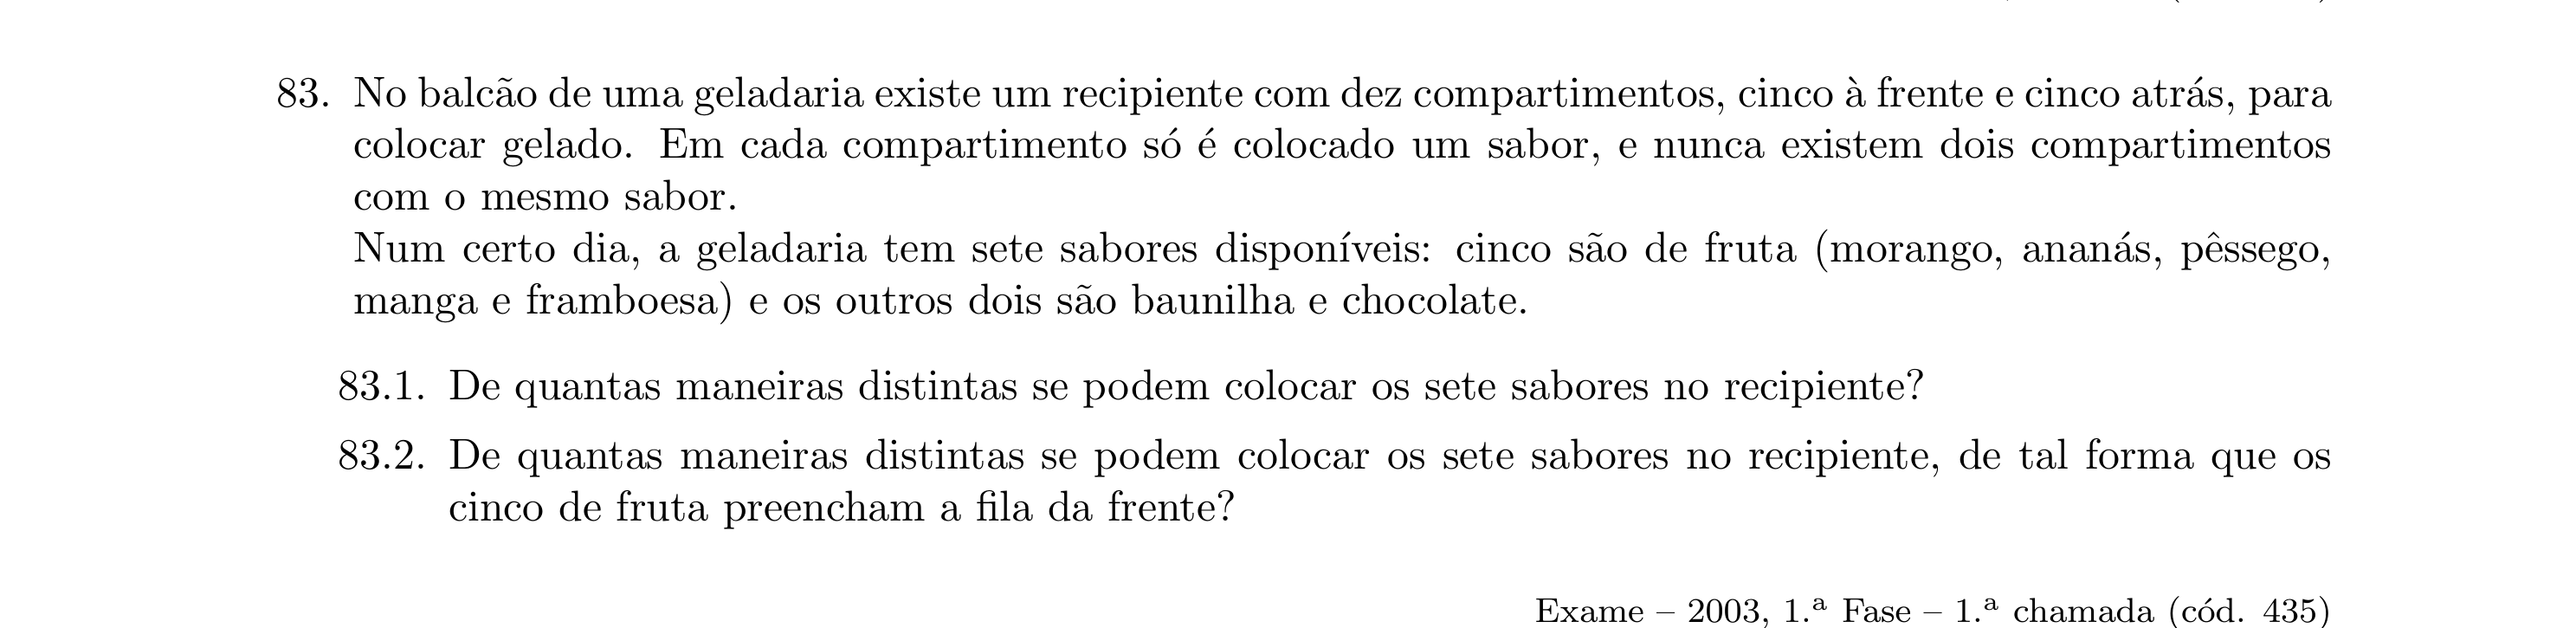 83. No balcão de uma geladaria existe um recipiente com dez compartimentos, cinco à frente e cinco atrás, para
colocar gelado. Em cada compartimento só é colocado um sabor, e nunca existem dois compartimentos
com o mesmo sabor.
Num certo dia, a geladaria tem sete sabores disponíveis: cinco são de fruta (morango, ananás, pêssego,
manga e framboesa) e os outros dois são baunilha e chocolate.
83.1. De quantas maneiras distintas se podem colocar os sete sabores no recipiente?
83.2. De quantas maneiras distintas se podem colocar os sete sabores no recipiente, de tal forma que os
cinco de fruta preencham a fila da frente?
Exame – 2003, 1.ª Fase – 1.ª chamada (cód. 435)